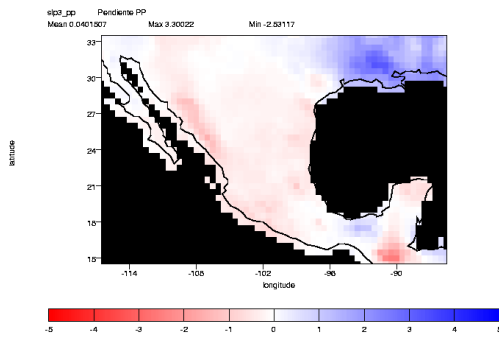 slp3_pp Pendiente PP
Mean 0.0401507 Max 3.30022 Min -2.53117
33
30
27
24
21
18
15
latitude
-114 -108 -102 -96 -90
longitude
-5 -4 -3 -2 -1 0 1 2 3 4 5